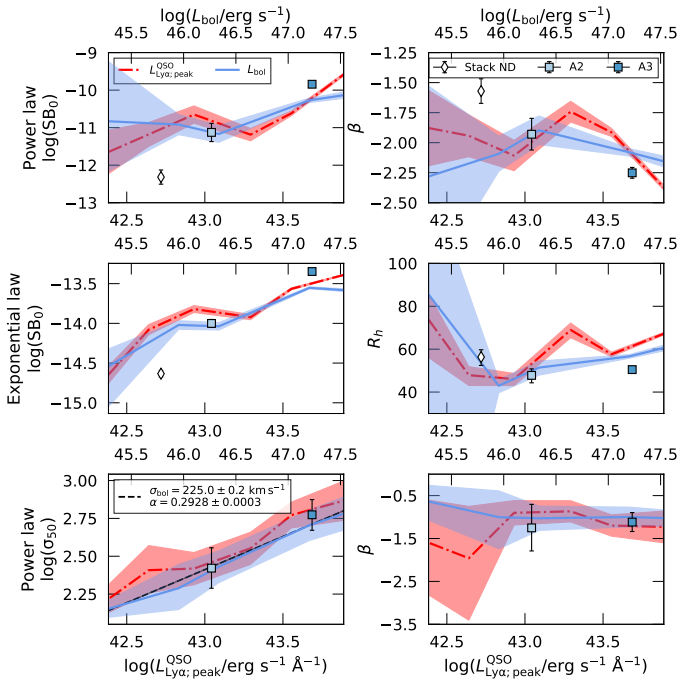 log(L_bol/erg s⁻¹) log(L_bol/erg s⁻¹)
45.5 46.0 46.5 47.0 47.5 45.5 46.0 46.5 47.0 47.5
L^QSO_Lyα;peak L_bol
Stack ND A2 A3
Power law
log(SB₀)
−9
−10
−11
−12
−13
β
−1.25
−1.50
−1.75
−2.00
−2.25
−2.50
42.5 43.0 43.5 42.5 43.0 43.5
45.5 46.0 46.5 47.0 47.5 45.5 46.0 46.5 47.0 47.5
Exponential law
log(SB₀)
−13.5
−14.0
−14.5
−15.0
R_h
100
80
60
40
42.5 43.0 43.5 42.5 43.0 43.5
45.5 46.0 46.5 47.0 47.5 45.5 46.0 46.5 47.0 47.5
σ_bol = 225.0 ± 0.2 km s⁻¹
α = 0.2928 ± 0.0003
Power law
log(σ₅₀)
3.00
2.75
2.50
2.25
β
−0.5
−1.5
−2.5
−3.5
42.5 43.0 43.5 42.5 43.0 43.5
log(L^QSO_Lyα;peak/erg s⁻¹ Å⁻¹) log(L^QSO_Lyα;peak/erg s⁻¹ Å⁻¹)